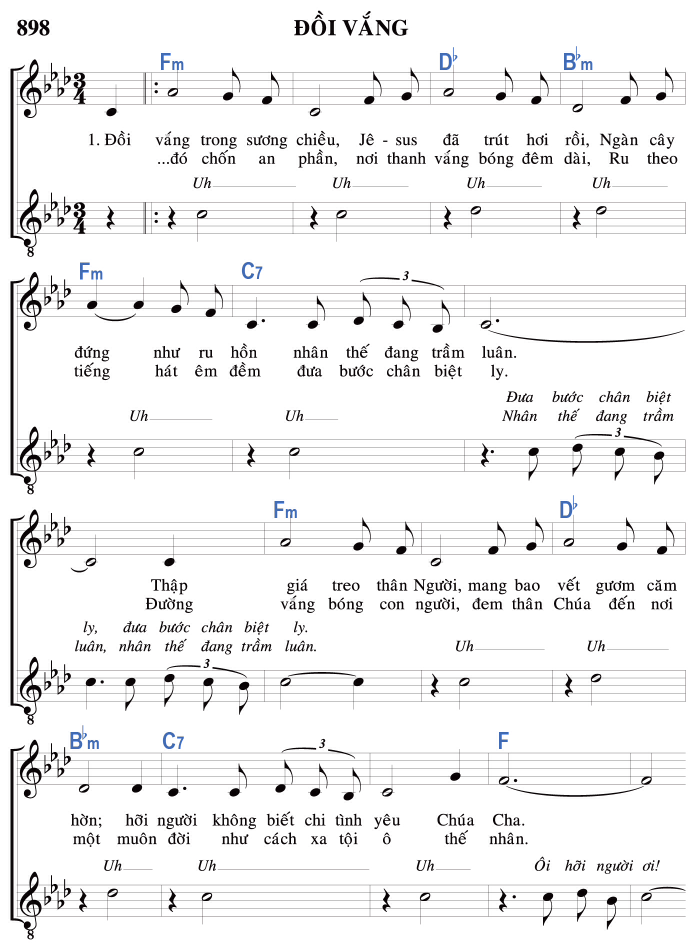 898 ĐỒI VẮNG
Fm D♭ B♭m
1. Đồi vắng trong sương chiều, Jê - sus đã trút hơi rồi, Ngàn cây
...đó chốn an phần, nơi thanh vắng bóng đêm dài, Ru theo
Uh Uh Uh Uh
Fm C7
3
đứng như ru hồn nhân thế đang trầm luân.
tiếng hát êm đềm đưa bước chân biệt ly.
Đưa bước chân biệt
Uh Uh Nhân thế đang trầm
3
Fm D♭
Thập giá treo thân Người, mang bao vết gươm căm
Đường vắng bóng con người, đem thân Chúa đến nơi
ly, đưa bước chân biệt ly.
luân, nhân thế đang trầm luân. Uh Uh
3
B♭m C7 F
3
hờn; hỡi người không biết chi tình yêu Chúa Cha.
một muôn đời như cách xa tội ô thế nhân.
Uh Uh Uh Ôi hỡi người ơi!